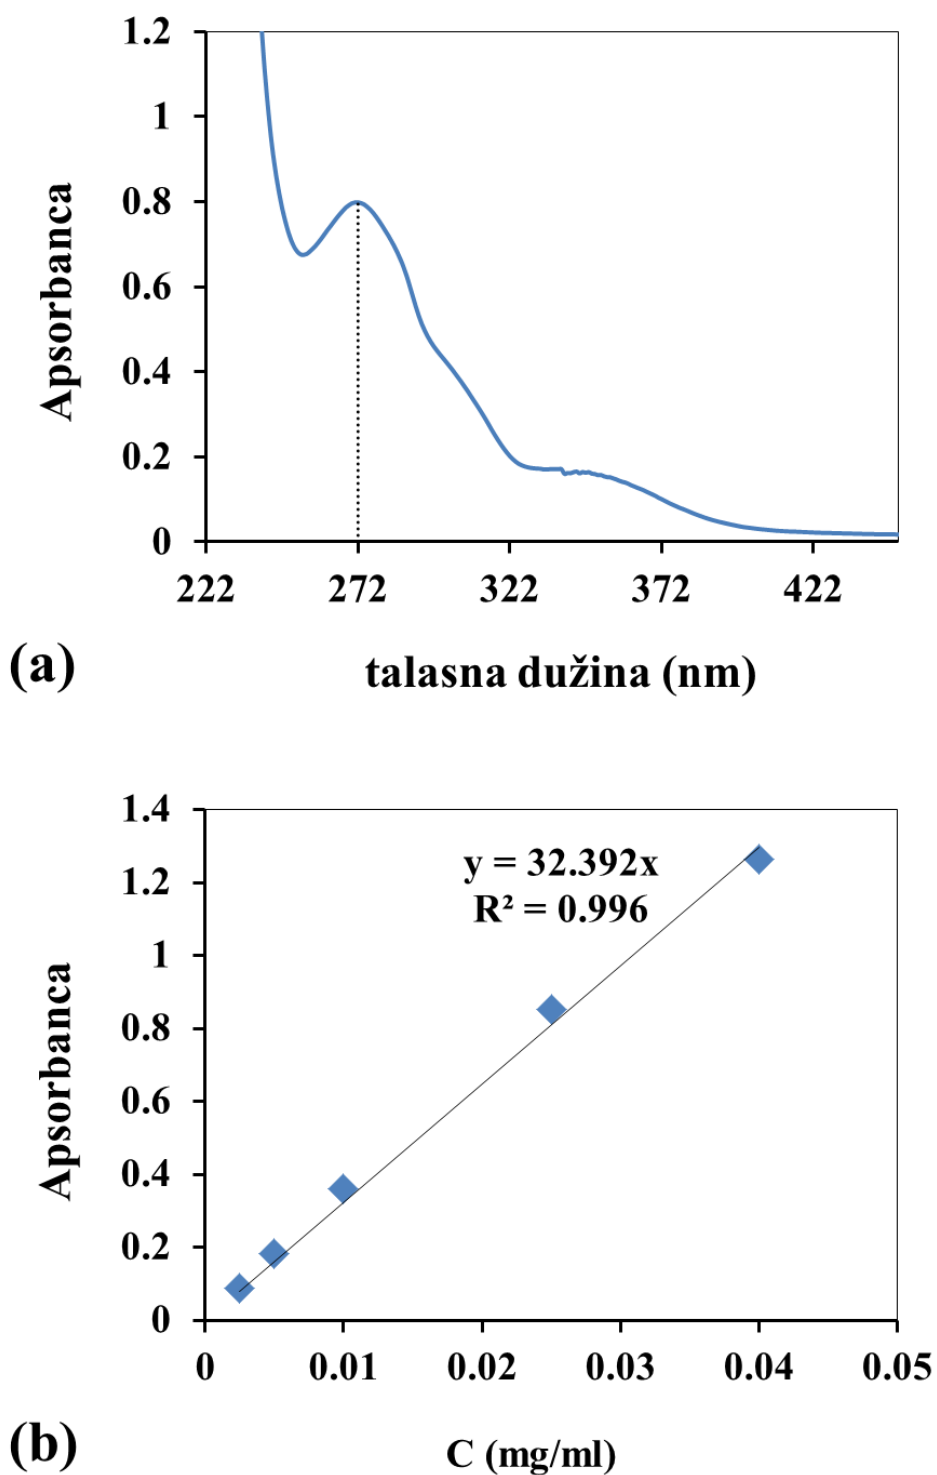 1.2
1
0.8
0.6
0.4
0.2
0
Apsorbanca
222 272 322 372 422
(a)
talasna dužina (nm)
1.4
1.2
1
0.8
0.6
0.4
0.2
0
Apsorbanca
y = 32.392x
R² = 0.996
0 0.01 0.02 0.03 0.04 0.05
(b)
C (mg/ml)